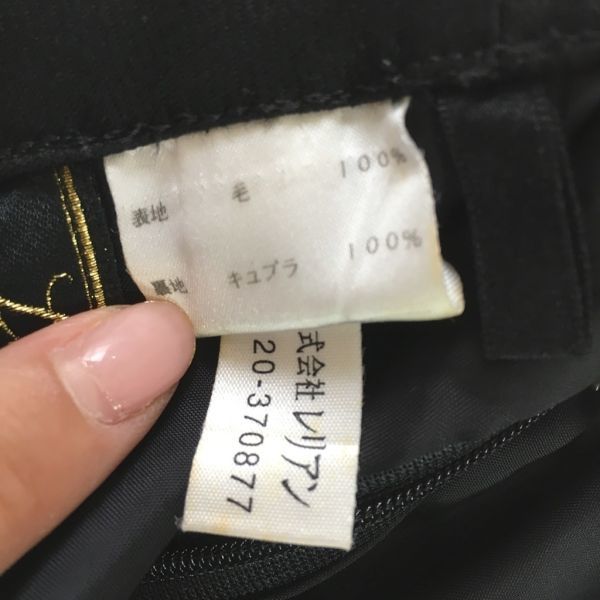 表地 毛 100%
裏地 キュプラ 100%
式会社レリアン
20-370877